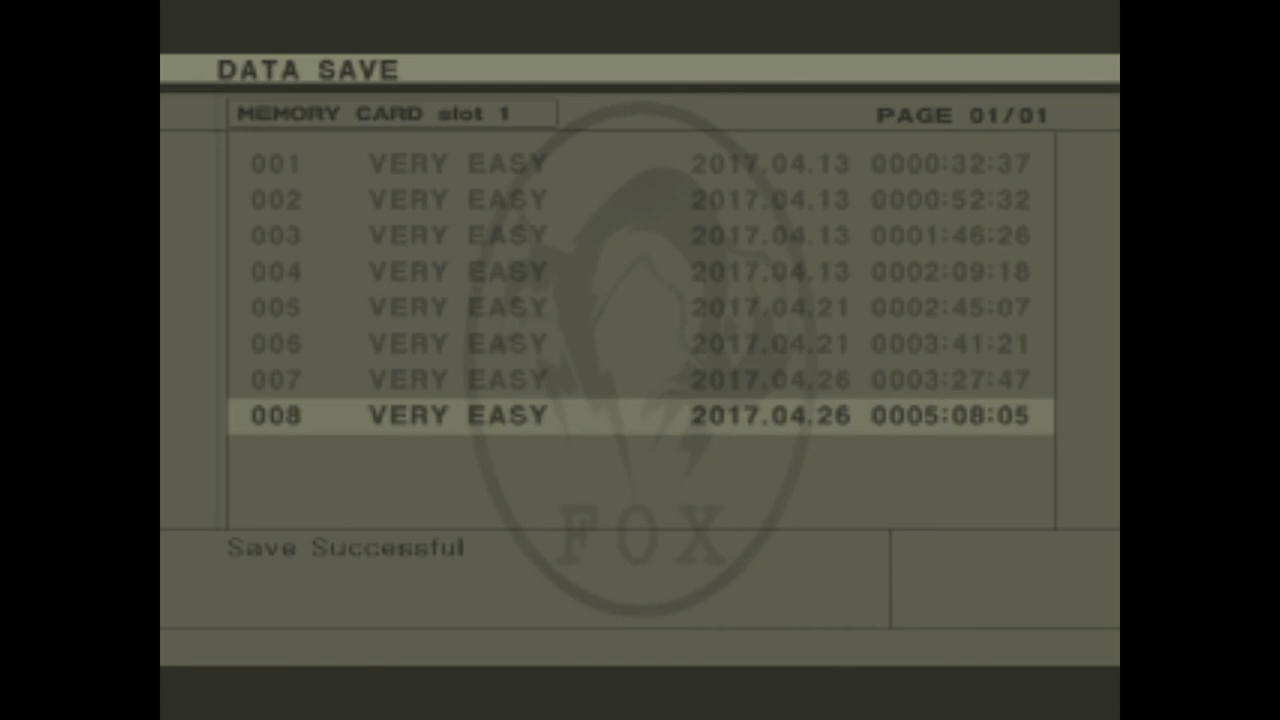 DATA SAVE
MEMORY CARD slot 1 PAGE 01/01
001 VERY EASY 2017.04.13 0000:32:37
002 VERY EASY 2017.04.13 0000:52:32
003 VERY EASY 2017.04.13 0001:46:26
004 VERY EASY 2017.04.13 0002:09:18
005 VERY EASY 2017.04.21 0002:45:07
006 VERY EASY 2017.04.21 0003:41:21
007 VERY EASY 2017.04.26 0003:27:47
008 VERY EASY 2017.04.26 0005:08:05
FOX
Save Successful